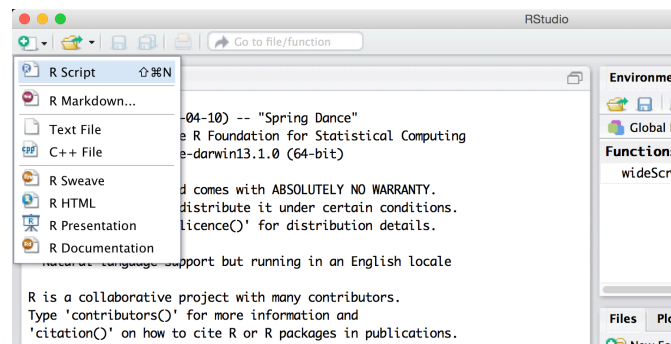 RStudio
Go to file/function
R Script ⇧⌘N
R Markdown...
Text File
C++ File
R Sweave
R HTML
R Presentation
R Documentation
-04-10) -- "Spring Dance"
e R Foundation for Statistical Computing
e-darwin13.1.0 (64-bit)
d comes with ABSOLUTELY NO WARRANTY.
distribute it under certain conditions.
licence()' for distribution details.
Natural language support but running in an English locale
R is a collaborative project with many contributors.
Type 'contributors()' for more information and
'citation()' on how to cite R or R packages in publications.
Environme
Global
Function
wideScr
Files Plo